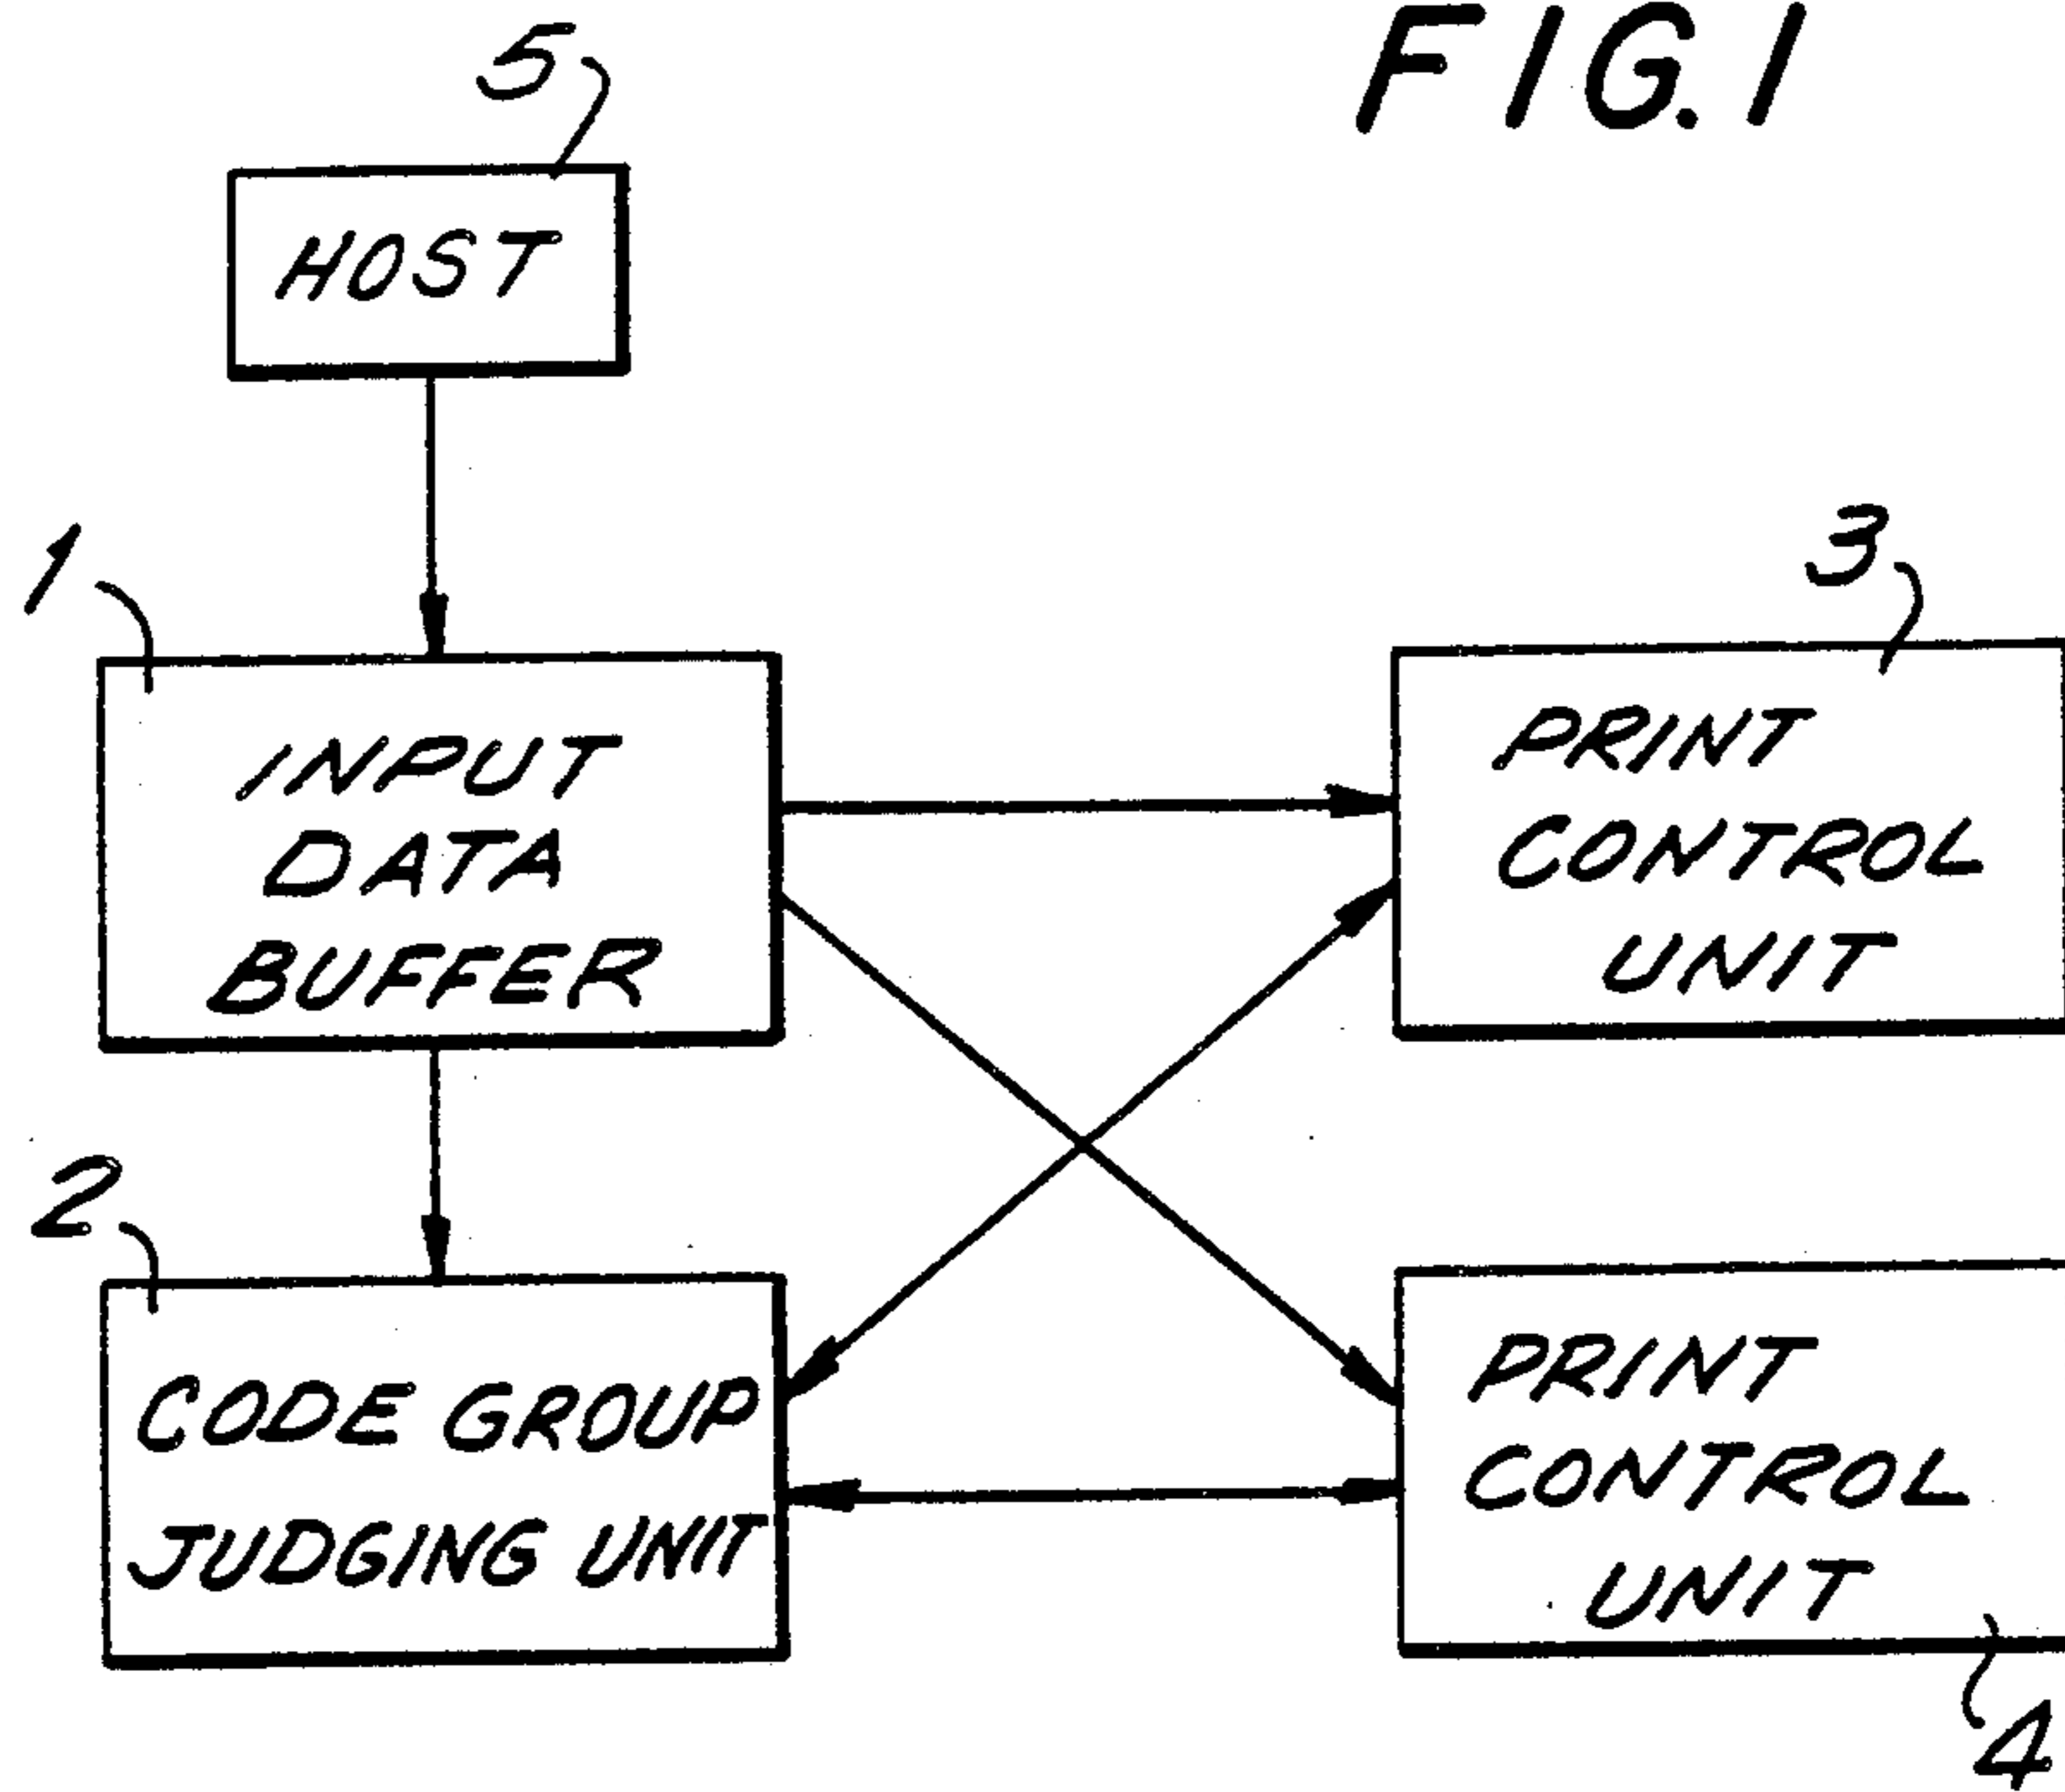 FIG. 1
5
HOST
1
INPUT
DATA
BUFFER
3
PRINT
CONTROL
UNIT
2
CODE GROUP
JUDGING UNIT
PRINT
CONTROL
UNIT
4